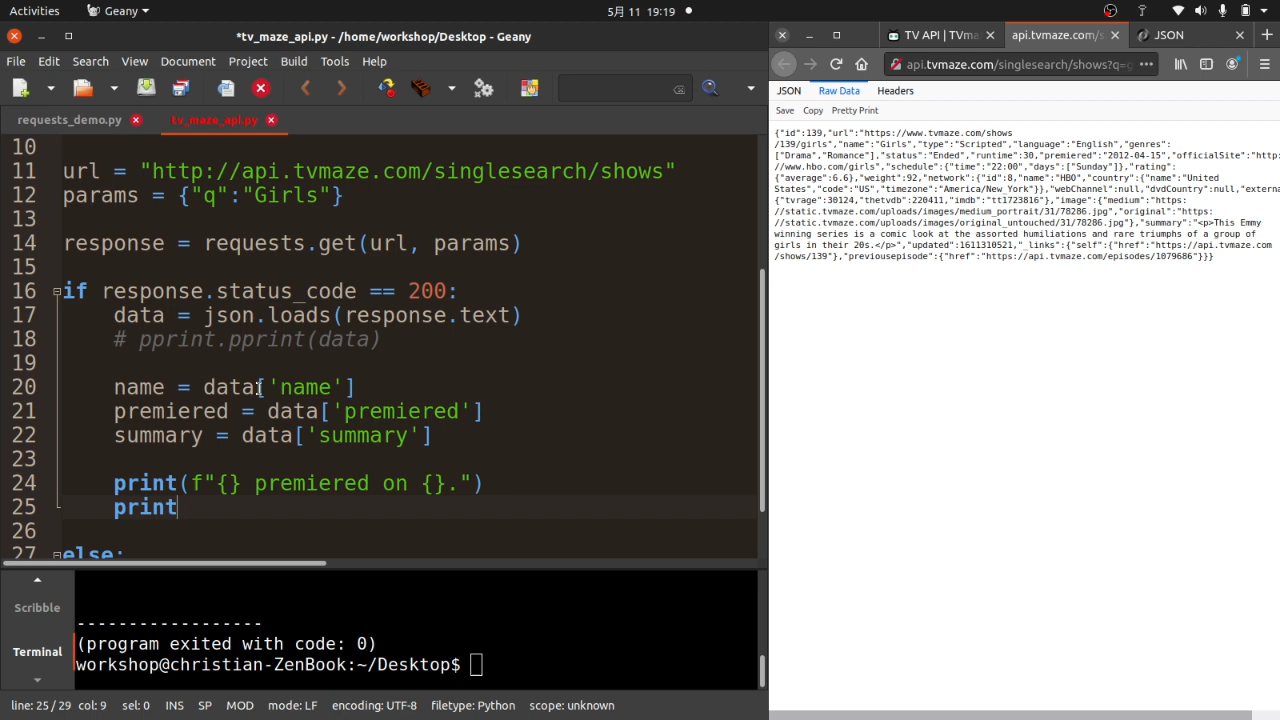 Activities
Geany
5月 11 19:19
*tv_maze_api.py - /home/workshop/Desktop - Geany
File Edit Search View Document Project Build Tools Help
requests_demo.py
tv_maze_api.py
10
11 url = "http://api.tvmaze.com/singlesearch/shows"
12 params = {"q":"Girls"}
13
14 response = requests.get(url, params)
15
16 if response.status_code == 200:
17 data = json.loads(response.text)
18 # pprint.pprint(data)
19
20 name = data['name']
21 premiered = data['premiered']
22 summary = data['summary']
23
24 print(f"{} premiered on {}.")
25 print
26
27 else:
Scribble
Terminal
------------------
(program exited with code: 0)
workshop@christian-ZenBook:~/Desktop$
line: 25 / 29 col: 9 sel: 0 INS SP MOD mode: LF encoding: UTF-8 filetype: Python scope: unknown
TV API | TVma
api.tvmaze.com/s
JSON
api.tvmaze.com/singlesearch/shows?q=g
JSON Raw Data Headers
Save Copy Pretty Print
{"id":139,"url":"https://www.tvmaze.com/shows
/139/girls","name":"Girls","type":"Scripted","language":"English","genres":
["Drama","Romance"],"status":"Ended","runtime":30,"premiered":"2012-04-15","officialSite":"http:
//www.hbo.com/girls","schedule":{"time":"22:00","days":["Sunday"]},"rating":
{"average":6.6},"weight":92,"network":{"id":8,"name":"HBO","country":{"name":"United
States","code":"US","timezone":"America/New_York"}},"webChannel":null,"dvdCountry":null,"externa
{"tvrage":30124,"thetvdb":220411,"imdb":"tt1723816"},"image":{"medium":"https:
//static.tvmaze.com/uploads/images/medium_portrait/31/78286.jpg","original":"https:
//static.tvmaze.com/uploads/images/original_untouched/31/78286.jpg"},"summary":"<p>This Emmy
winning series is a comic look at the assorted humiliations and rare triumphs of a group of
girls in their 20s.</p>","updated":1611310521,"_links":{"self":{"href":"https://api.tvmaze.com
/shows/139"},"previousepisode":{"href":"https://api.tvmaze.com/episodes/1079686"}}}